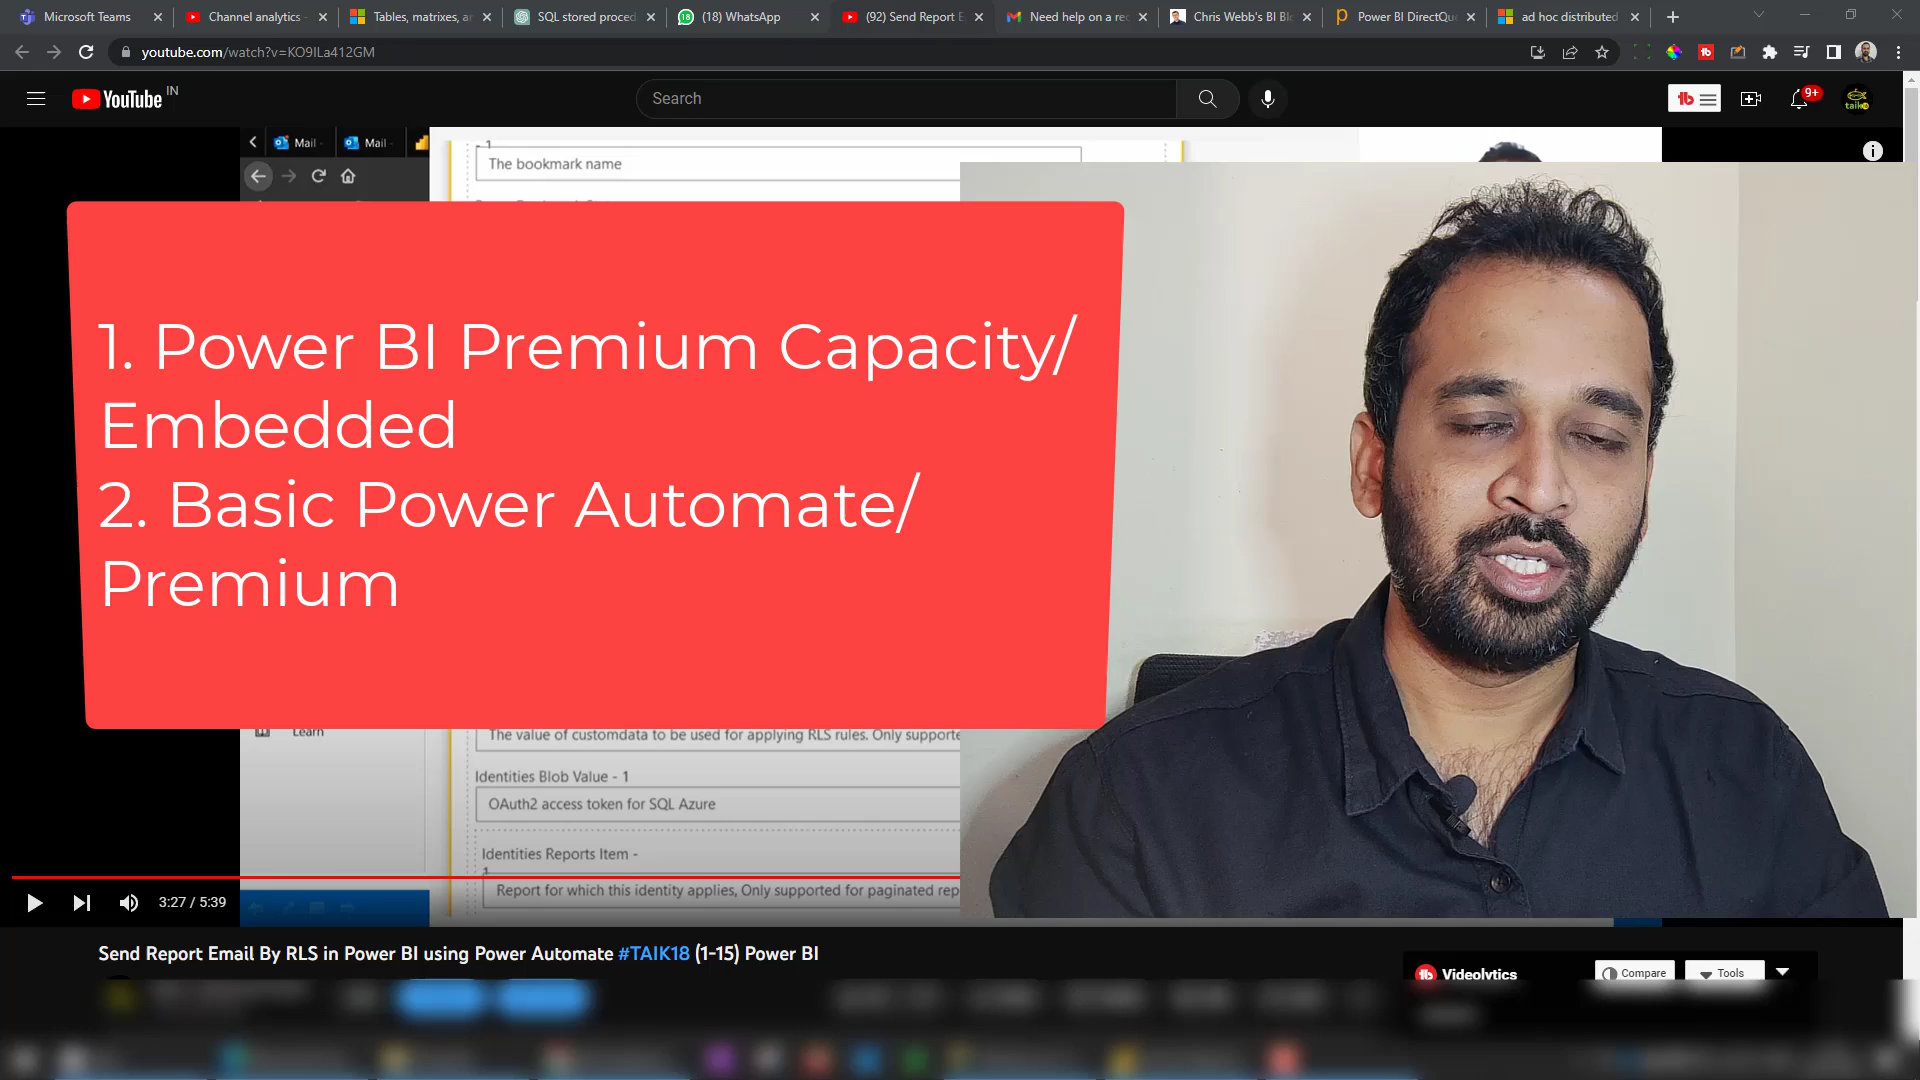 Microsoft Teams
Channel analytics
Tables, matrixes, a
SQL stored proced
(18) WhatsApp
(92) Send Report E
Need help on a rec
Chris Webb's BI Bl
Power BI DirectQue
ad hoc distributed
youtube.com/watch?v=KO9ILa412GM
YouTube IN
Search
9+
taik
Mail
Mail
- 1
The bookmark name
1. Power BI Premium Capacity/
Embedded
2. Basic Power Automate/
Premium
Learn
The value of customdata to be used for applying RLS rules. Only supporte
Identities Blob Value - 1
OAuth2 access token for SQL Azure
Identities Reports Item -
1
Report for which this identity applies, Only supported for paginated rep
3:27 / 5:39
Send Report Email By RLS in Power BI using Power Automate #TAIK18 (1-15) Power BI
Videolytics
Compare
Tools